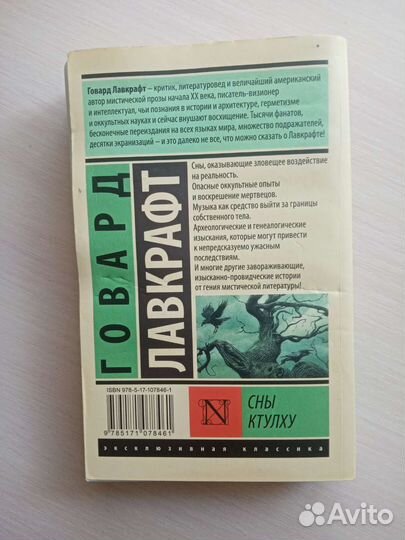 Говард Лавкрафт – критик, литературовед и величайший американский
автор мистической прозы начала XX века, писатель-визионер
и интеллектуал, чьи познания в истории и архитектуре, герметизме
и оккультных науках и сейчас внушают восхищение. Тысячи фанатов,
бесконечные переиздания на всех языках мира, множество подражателей,
десятки экранизаций – и это далеко не все, что можно сказать о Лавкрафте!
ГОВАРД
ЛАВКРАФТ
Сны, оказывающие зловещее воздействие
на реальность.
Опасные оккультные опыты
и воскрешение мертвецов.
Музыка как средство выйти за границы
собственного тела.
Археологические и генеалогические
изыскания, которые могут привести
к непредсказуемо ужасным
последствиям.
И многие другие завораживающие,
изысканно-провидческие истории
от гения мистической литературы!
ISBN 978-5-17-107846-1
9 785171 078461
N
СНЫ
КТУЛХУ
эксклюзивная классика
Avito